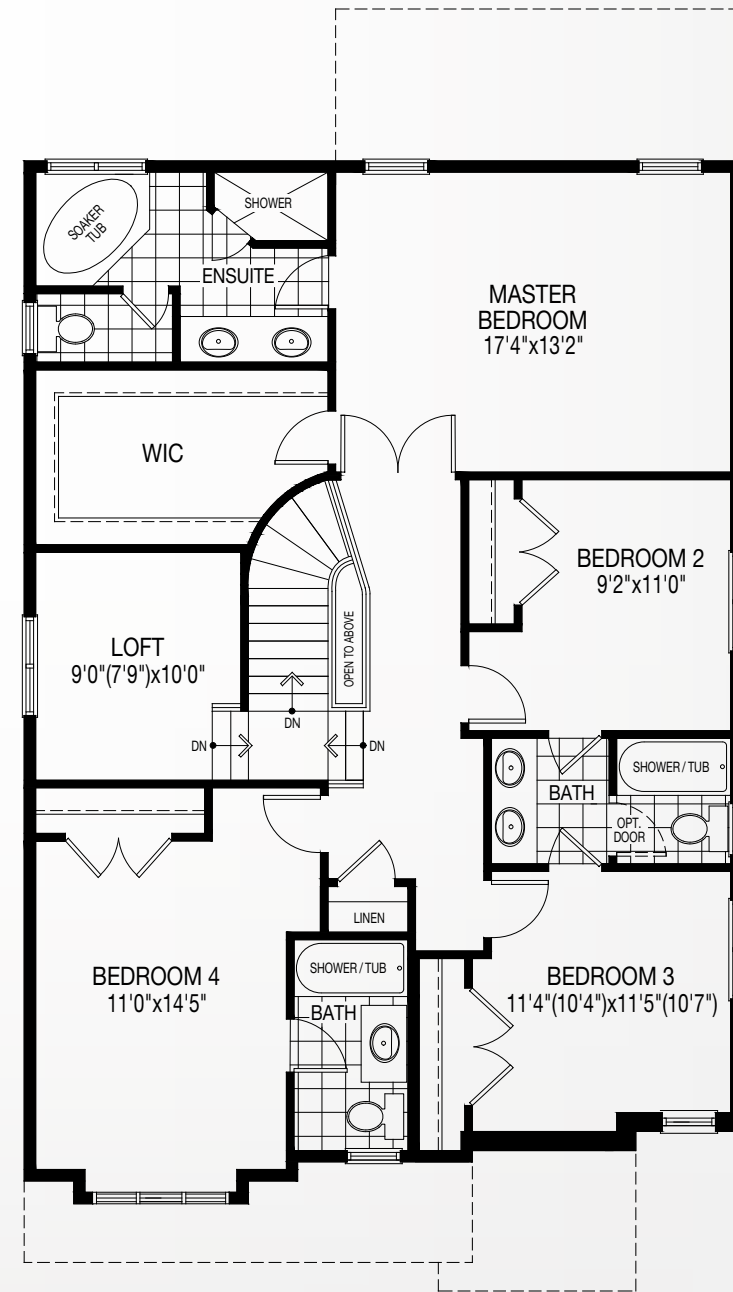 SOAKER
TUB
SHOWER
ENSUITE
MASTER
BEDROOM
17'4"x13'2"
WIC
BEDROOM 2
9'2"x11'0"
LOFT
9'0"(7'9")x10'0"
OPEN TO ABOVE
DN
DN
DN
SHOWER / TUB
BATH
OPT.
DOOR
LINEN
BEDROOM 4
11'0"x14'5"
SHOWER / TUB
BATH
BEDROOM 3
11'4"(10'4")x11'5"(10'7")